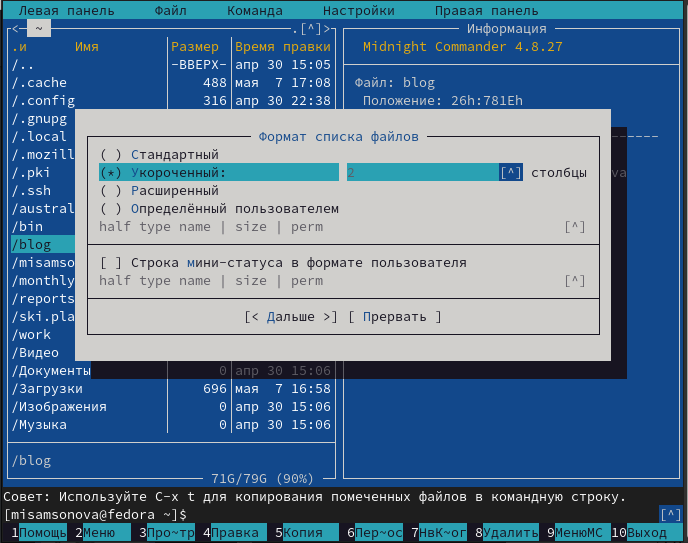 Левая панель Файл Команда Настройки Правая панель
<─ ~ .[^]> Информация
.и Имя Размер Время правки Midnight Commander 4.8.27
/.. -ВВЕРХ- апр 30 15:05
/.cache 488 мая 7 17:08 Файл: blog
/.config 316 апр 30 22:38 Положение: 26h:781Eh
/.gnupg
/.local Формат списка файлов
/.mozill ( ) Стандартный
/.pki (*) Укороченный: 2 [^] столбцы va
/.ssh ( ) Расширенный
/austral ( ) Определённый пользователем
/bin half type name | size | perm [^]
/blog
/misamso [ ] Строка мини-статуса в формате пользователя
/monthly half type name | size | perm [^]
/reports
/ski.pla [< Дальше >] [ Прервать ]
/work
/Видео
/Документы 0 апр 30 15:06
/Загрузки 696 мая 7 16:58
/Изображения 0 апр 30 15:06
/Музыка 0 апр 30 15:06
/blog
71G/79G (90%)
Совет: Используйте C-x t для копирования помеченных файлов в командную строку.
[misamsonova@fedora ~]$ [^]
1Помощь 2Меню 3Про~тр 4Правка 5Копия 6Пер~ос 7НвК~ог 8Удалить 9МенюМС 10Выход